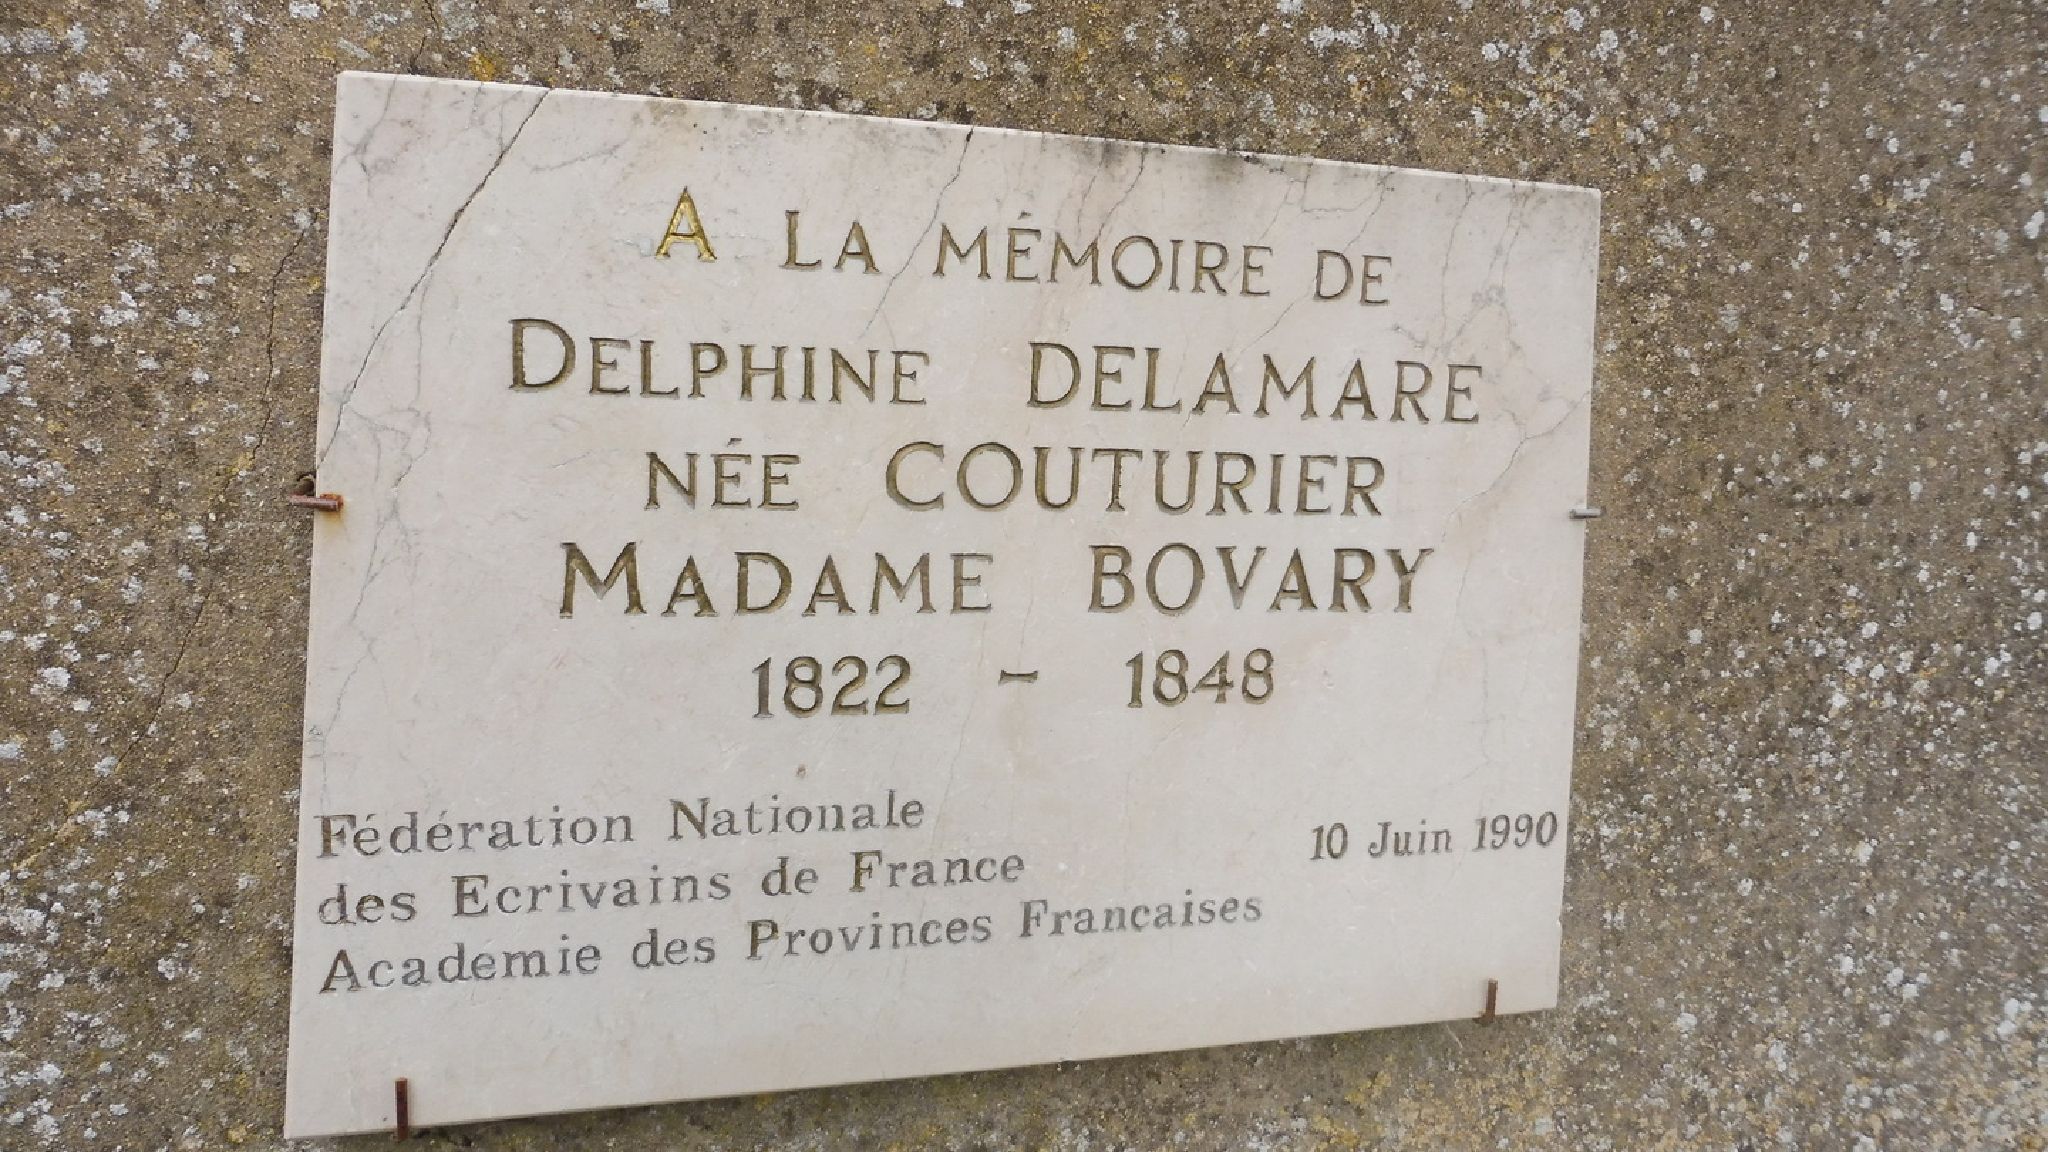 A LA MÉMOIRE DE
DELPHINE DELAMARE
NÉE COUTURIER
MADAME BOVARY
1822 - 1848
Fédération Nationale
des Ecrivains de France
10 Juin 1990
Academie des Provinces Françaises